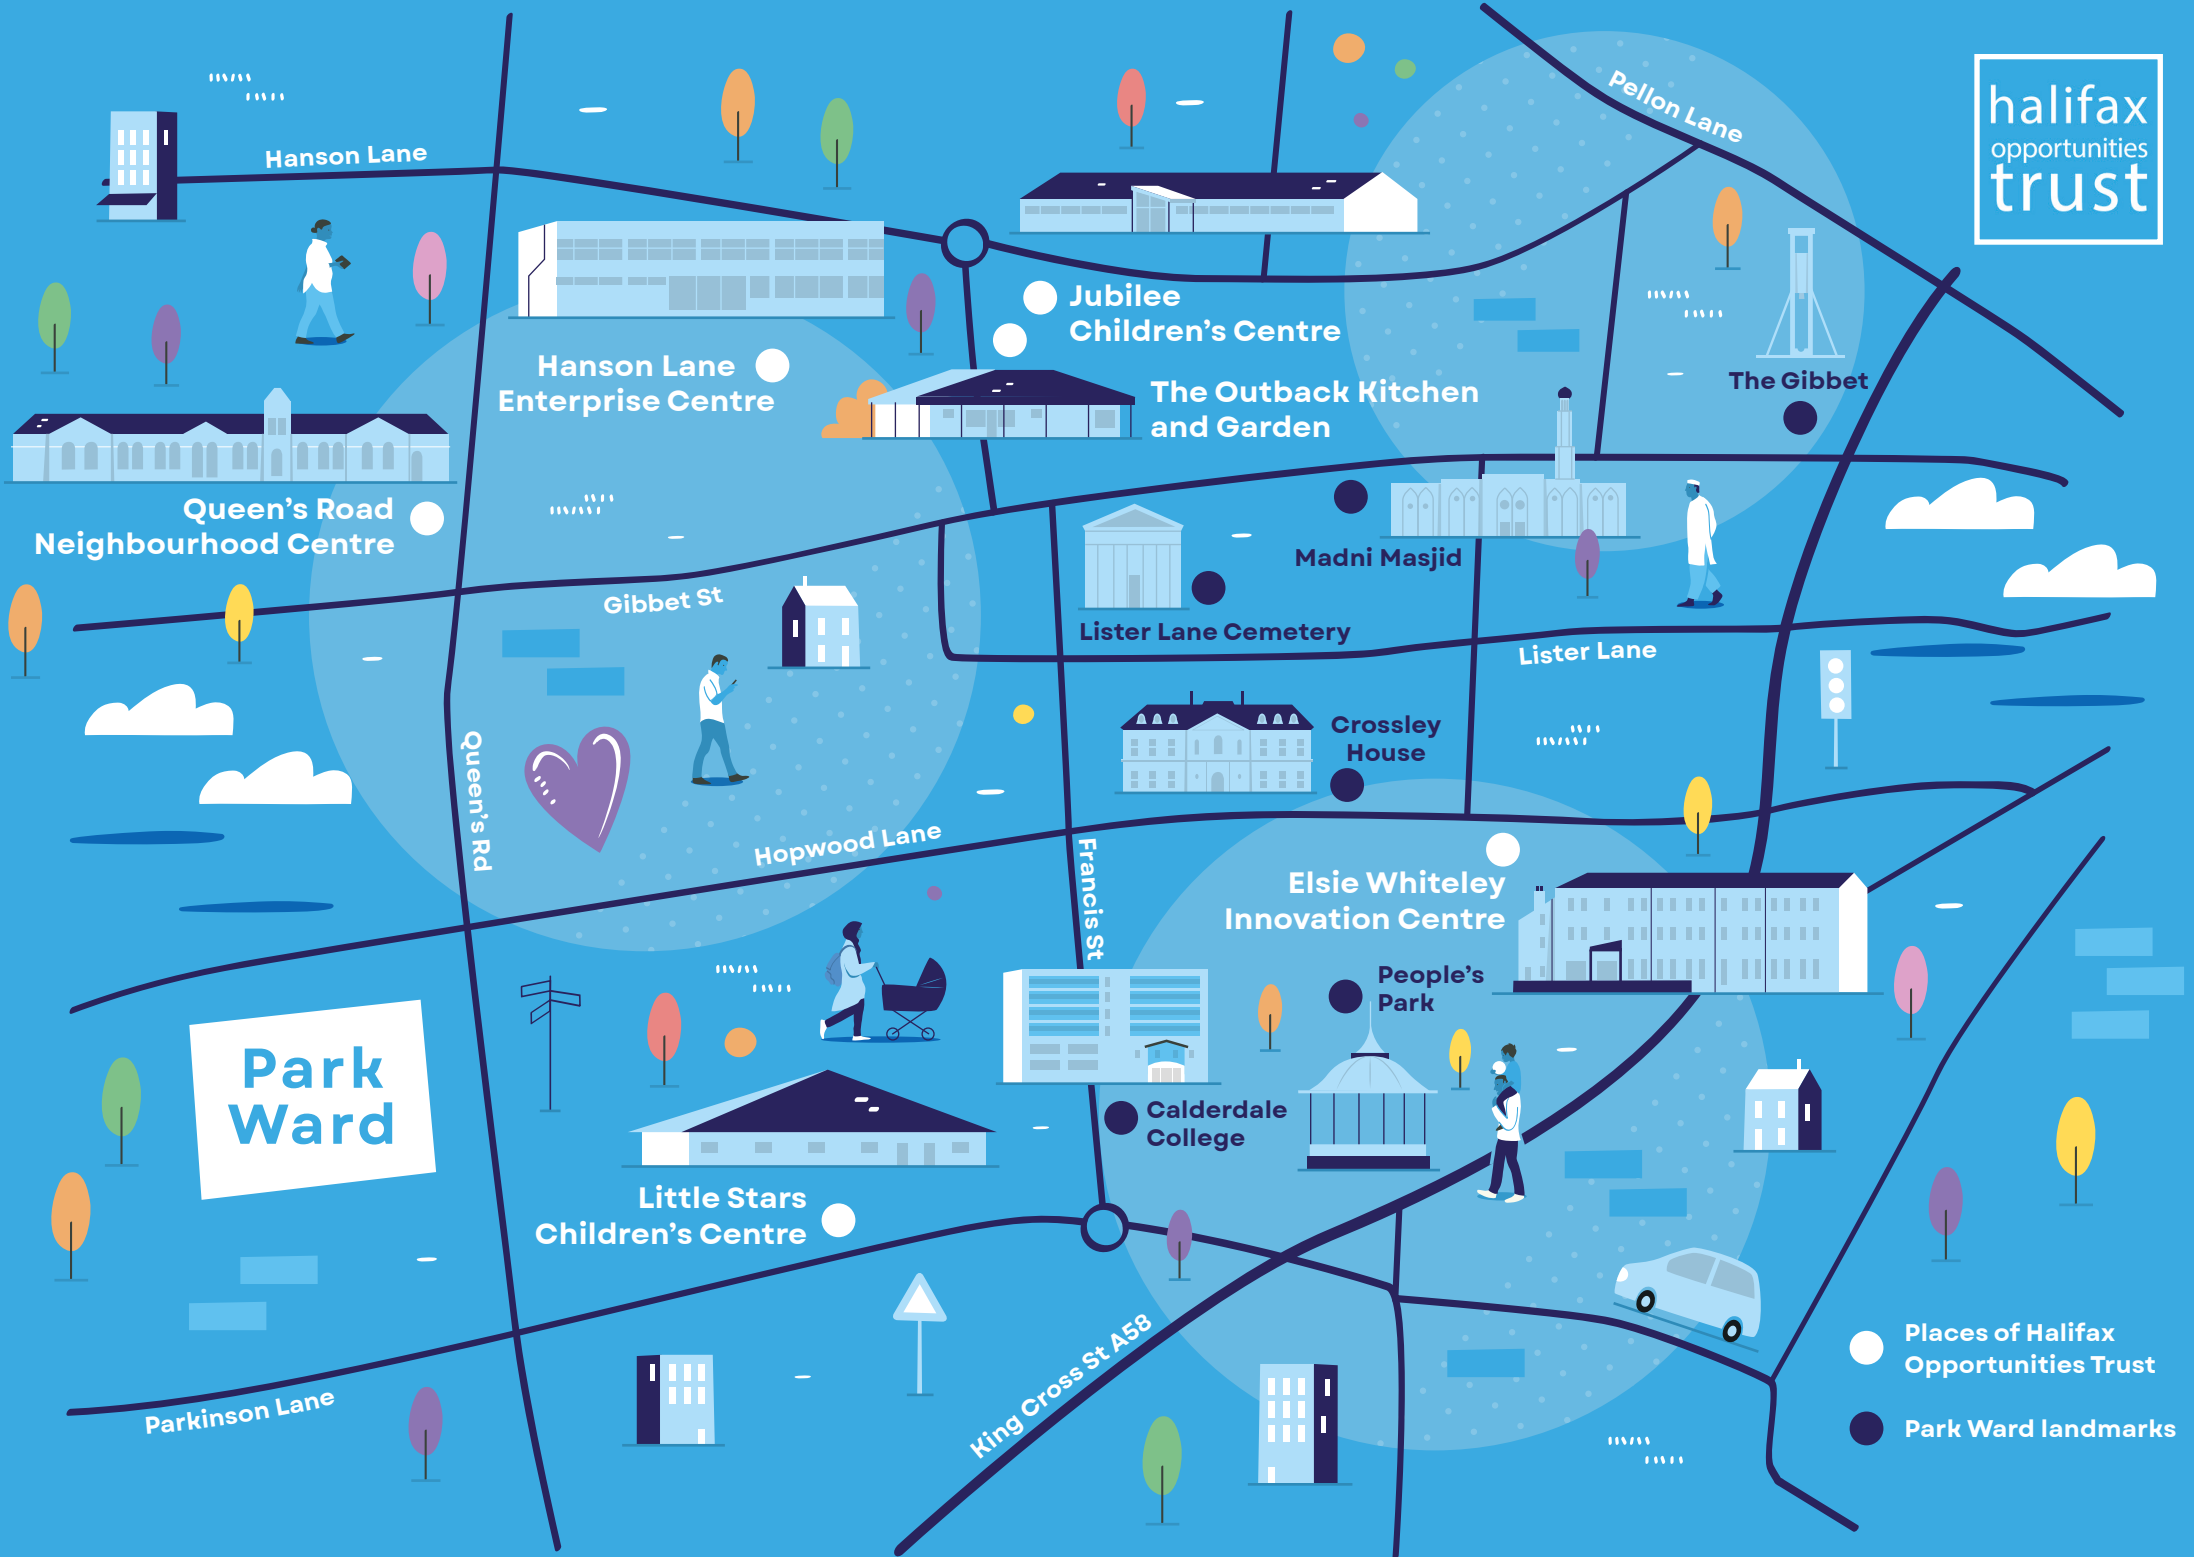 Pellon Lane
halifax
opportunities
trust
Hanson Lane
Jubilee
Children's Centre
Hanson Lane
Enterprise Centre
The Outback Kitchen
and Garden
The Gibbet
Queen's Road
Neighbourhood Centre
Madni Masjid
Gibbet St
Lister Lane Cemetery
Lister Lane
Crossley
House
Queen's Rd
Hopwood Lane
Francis St
Elsie Whiteley
Innovation Centre
People's
Park
Park
Ward
Calderdale
College
Little Stars
Children's Centre
King Cross St A58
Parkinson Lane
Places of Halifax
Opportunities Trust
Park Ward landmarks